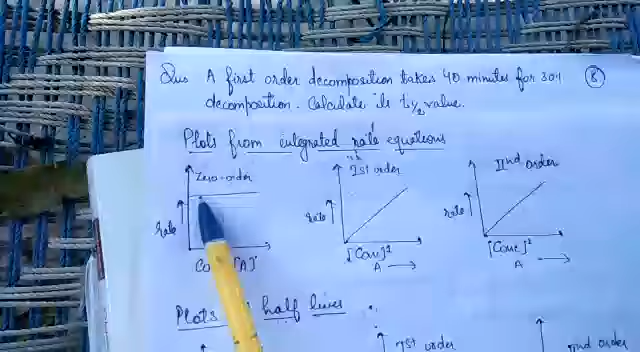 Qus A first order decomposition takes 40 minutes for 30% (8)
decomposition. Calculate its t½ value.
Plots from integrated rate equations
Zero-order
Ist order
IInd order
rate
rate
rate
[A]
[Conc]¹
[Conc]²
A
A
Plots half lives
Ist order
IInd order